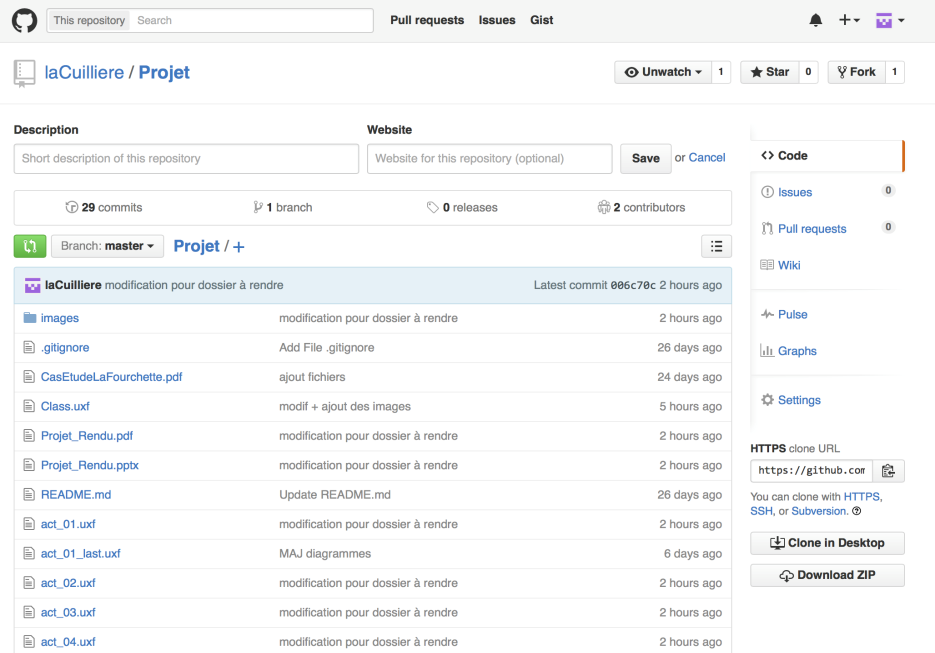 This repository Search Pull requests Issues Gist
laCuilliere / Projet Unwatch 1 Star 0 Fork 1
Description Website
Short description of this repository Website for this repository (optional) Save or Cancel
29 commits 1 branch 0 releases 2 contributors
Branch: master Projet / +
laCuilliere modification pour dossier à rendre Latest commit 006c70c 2 hours ago
images modification pour dossier à rendre 2 hours ago
.gitignore Add File .gitignore 26 days ago
CasEtudeLaFourchette.pdf ajout fichiers 24 days ago
Class.uxf modif + ajout des images 5 hours ago
Projet_Rendu.pdf modification pour dossier à rendre 2 hours ago
Projet_Rendu.pptx modification pour dossier à rendre 2 hours ago
README.md Update README.md 26 days ago
act_01.uxf modification pour dossier à rendre 2 hours ago
act_01_last.uxf MAJ diagrammes 6 days ago
act_02.uxf modification pour dossier à rendre 2 hours ago
act_03.uxf modification pour dossier à rendre 2 hours ago
act_04.uxf modification pour dossier à rendre 2 hours ago
Code
Issues 0
Pull requests 0
Wiki
Pulse
Graphs
Settings
HTTPS clone URL
https://github.com
You can clone with HTTPS,
SSH, or Subversion.
Clone in Desktop
Download ZIP